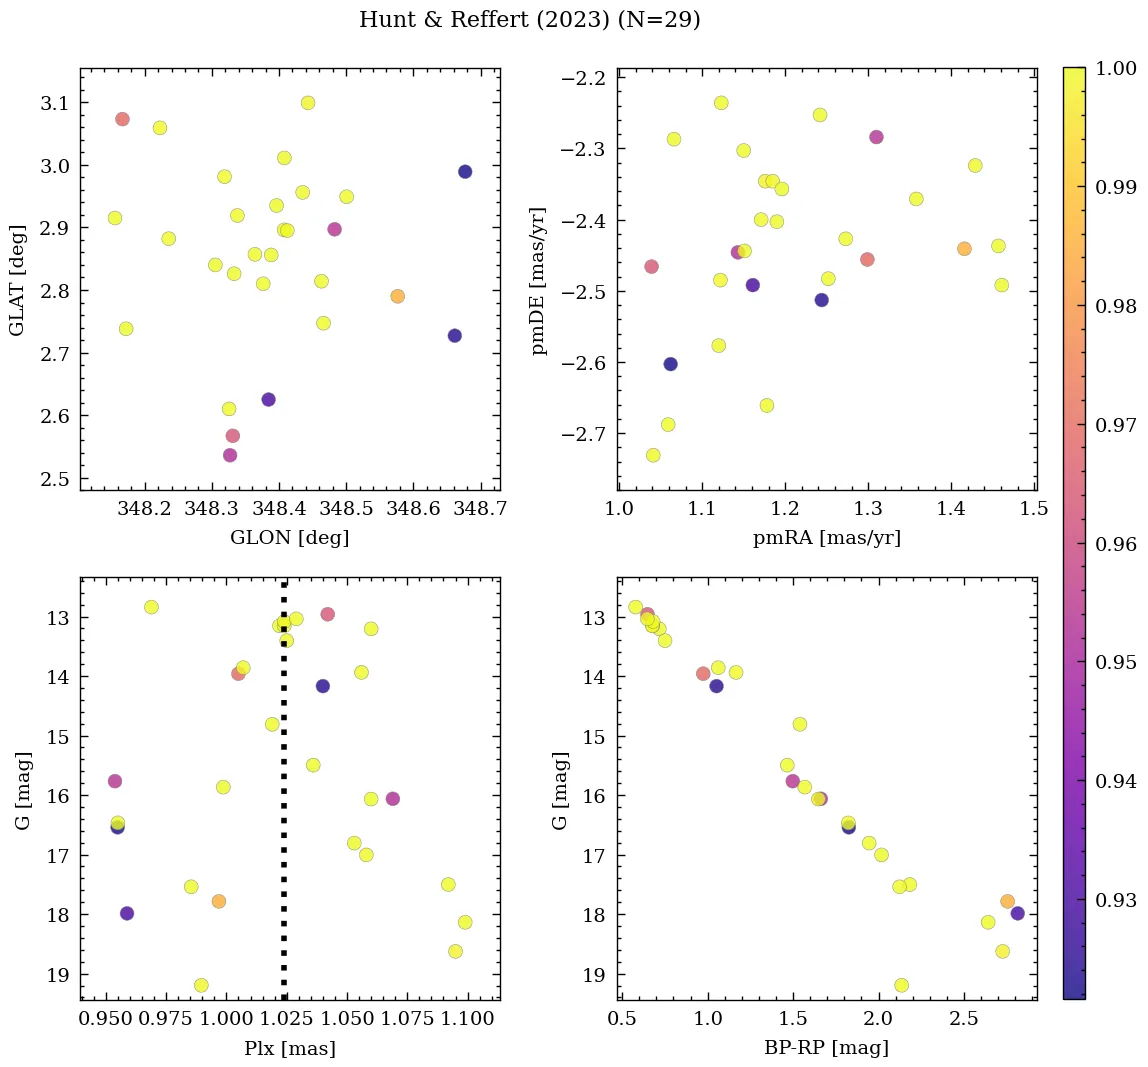 Hunt & Reffert (2023) (N=29)
3.1
3.0
2.9
2.8
2.7
2.6
2.5
GLAT [deg]
348.2 348.3 348.4 348.5 348.6 348.7
GLON [deg]
−2.2
−2.3
−2.4
−2.5
−2.6
−2.7
pmDE [mas/yr]
1.0 1.1 1.2 1.3 1.4 1.5
pmRA [mas/yr]
13
14
15
16
17
18
19
G [mag]
0.950 0.975 1.000 1.025 1.050 1.075 1.100
Plx [mas]
13
14
15
16
17
18
19
G [mag]
0.5 1.0 1.5 2.0 2.5
BP-RP [mag]
1.00
0.99
0.98
0.97
0.96
0.95
0.94
0.93